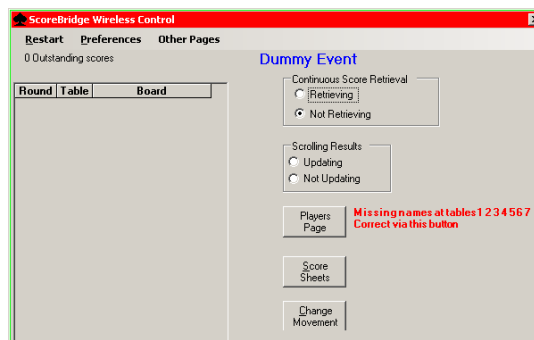 ScoreBridge Wireless Control
Restart Preferences Other Pages
0 Outstanding scores
Dummy Event
Round Table Board
Continuous Score Retrieval
Retrieving
Not Retrieving
Scrolling Results
Updating
Not Updating
Players
Page
Missing names at tables 1 2 3 4 5 6 7
Correct via this button
Score
Sheets
Change
Movement